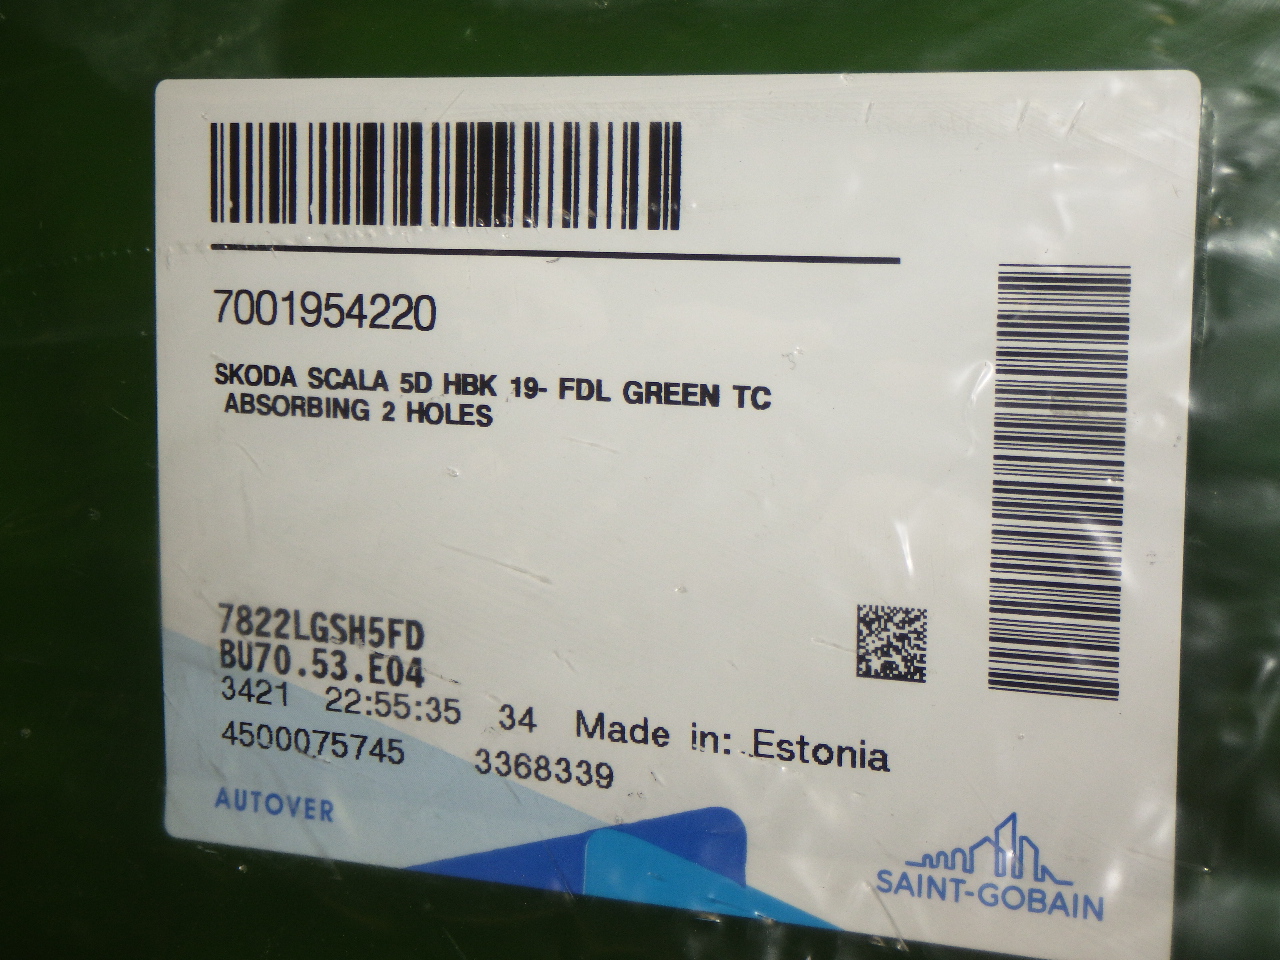 7001954220
SKODA SCALA 5D HBK 19- FDL GREEN TC
ABSORBING 2 HOLES
7822LGSH5FD
BU70.53.E04
3421 22:55:35 34 Made in: Estonia
4500075745 3368339
AUTOVER
SAINT-GOBAIN